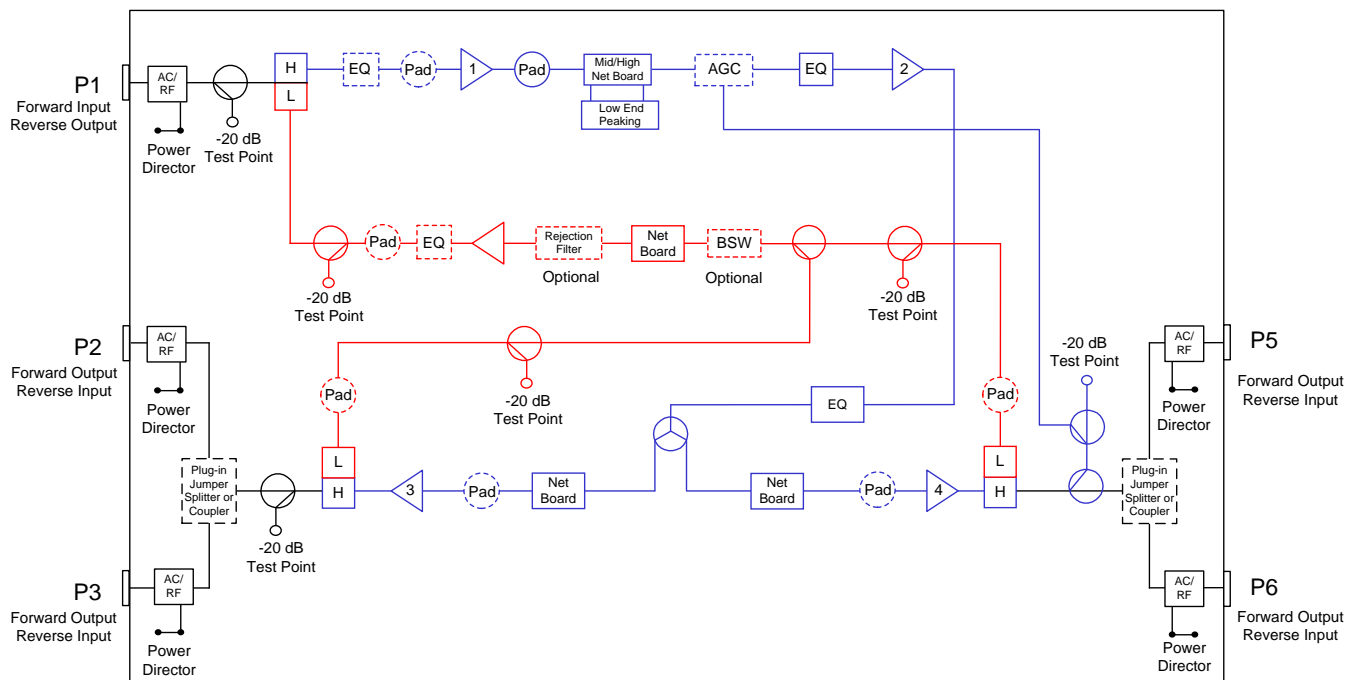 P1
Forward Input
Reverse Output
AC/
RF
Power
Director
-20 dB
Test Point
H
L
EQ
Pad
1
Pad
Mid/High
Net Board
Low End
Peaking
AGC
EQ
2
-20 dB
Test Point
Pad
EQ
Rejection
Filter
Optional
Net
Board
BSW
Optional
-20 dB
Test Point
P2
Forward Output
Reverse Input
AC/
RF
Power
Director
Pad
-20 dB
Test Point
EQ
Pad
-20 dB
Test Point
AC/
RF
P5
Forward Output
Reverse Input
Power
Director
Plug-in
Jumper
Splitter or
Coupler
-20 dB
Test Point
L
H
3
Pad
Net
Board
Net
Board
Pad
4
L
H
Plug-in
Jumper
Splitter or
Coupler
P3
Forward Output
Reverse Input
AC/
RF
Power
Director
AC/
RF
P6
Forward Output
Reverse Input
Power
Director